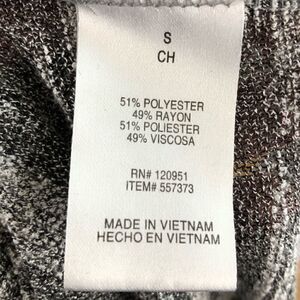 S
CH
51% POLYESTER
49% RAYON
51% POLIESTER
49% VISCOSA
RN# 120951
ITEM# 557373
MADE IN VIETNAM
HECHO EN VIETNAM